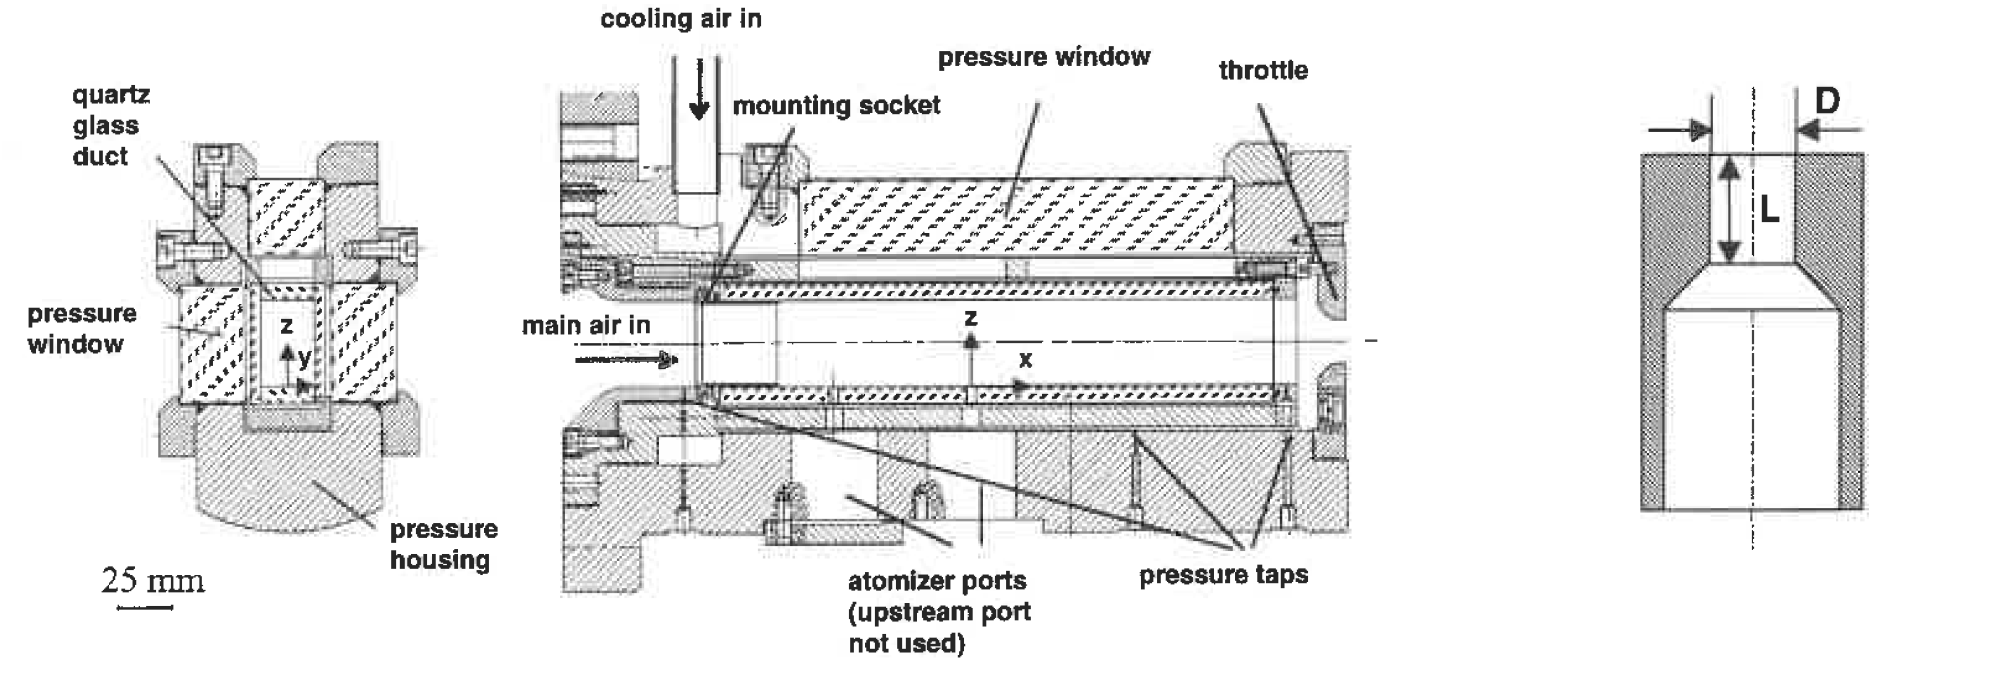 cooling air in
pressure window
throttle
quartz
glass
duct
mounting socket
D
L
pressure
window
z
y
main air in
z
x
pressure
housing
25 mm
atomizer ports
(upstream port
not used)
pressure taps